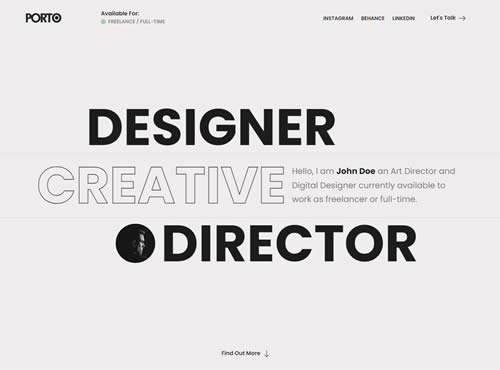 PORTO
Available For:
FREELANCE / FULL-TIME
INSTAGRAM BEHANCE LINKEDIN Let's Talk
DESIGNER
CREATIVE
Hello, I am John Doe an Art Director and
Digital Designer currently available to
work as freelancer or full-time.
DIRECTOR
Find Out More